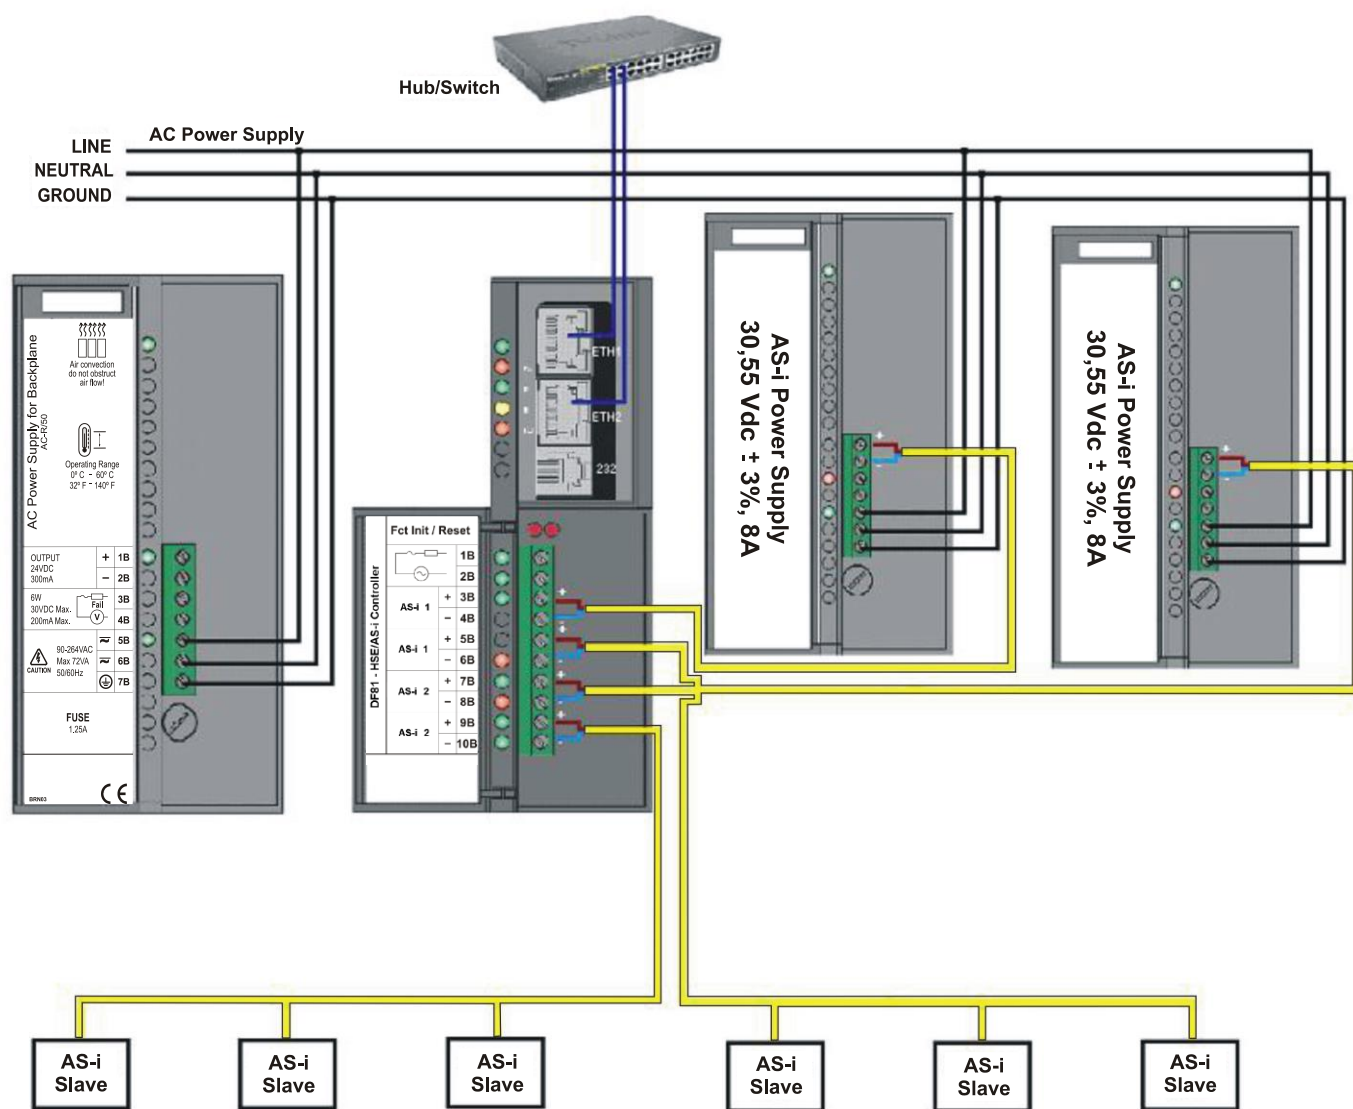 Hub/Switch
AC Power Supply
LINE
NEUTRAL
GROUND
AC Power Supply for Backplane
AC-R/50
Air convection
do not obstruct
air flow!
Operating Range
0° C - 60° C
32° F - 140° F
OUTPUT
24VDC
300mA
+ 1B
- 2B
6W
30VDC Max.
200mA Max.
Fail
V
3B
4B
CAUTION
90-264VAC
Max 72VA
50/60Hz
5B
6B
7B
FUSE
1,25A
BRN03
CE
ETH1
ETH2
232
DF81 - HSE/AS-i Controller
Fct Init / Reset
1B
2B
AS-i 1
+ 3B
- 4B
AS-i 1
+ 5B
- 6B
AS-i 2
+ 7B
- 8B
AS-i 2
+ 9B
- 10B
AS-i Power Supply
30,55 Vdc ± 3%, 8A
AS-i Power Supply
30,55 Vdc ± 3%, 8A
+
-
+
-
+
-
+
-
+
-
+
-
AS-i
Slave
AS-i
Slave
AS-i
Slave
AS-i
Slave
AS-i
Slave
AS-i
Slave